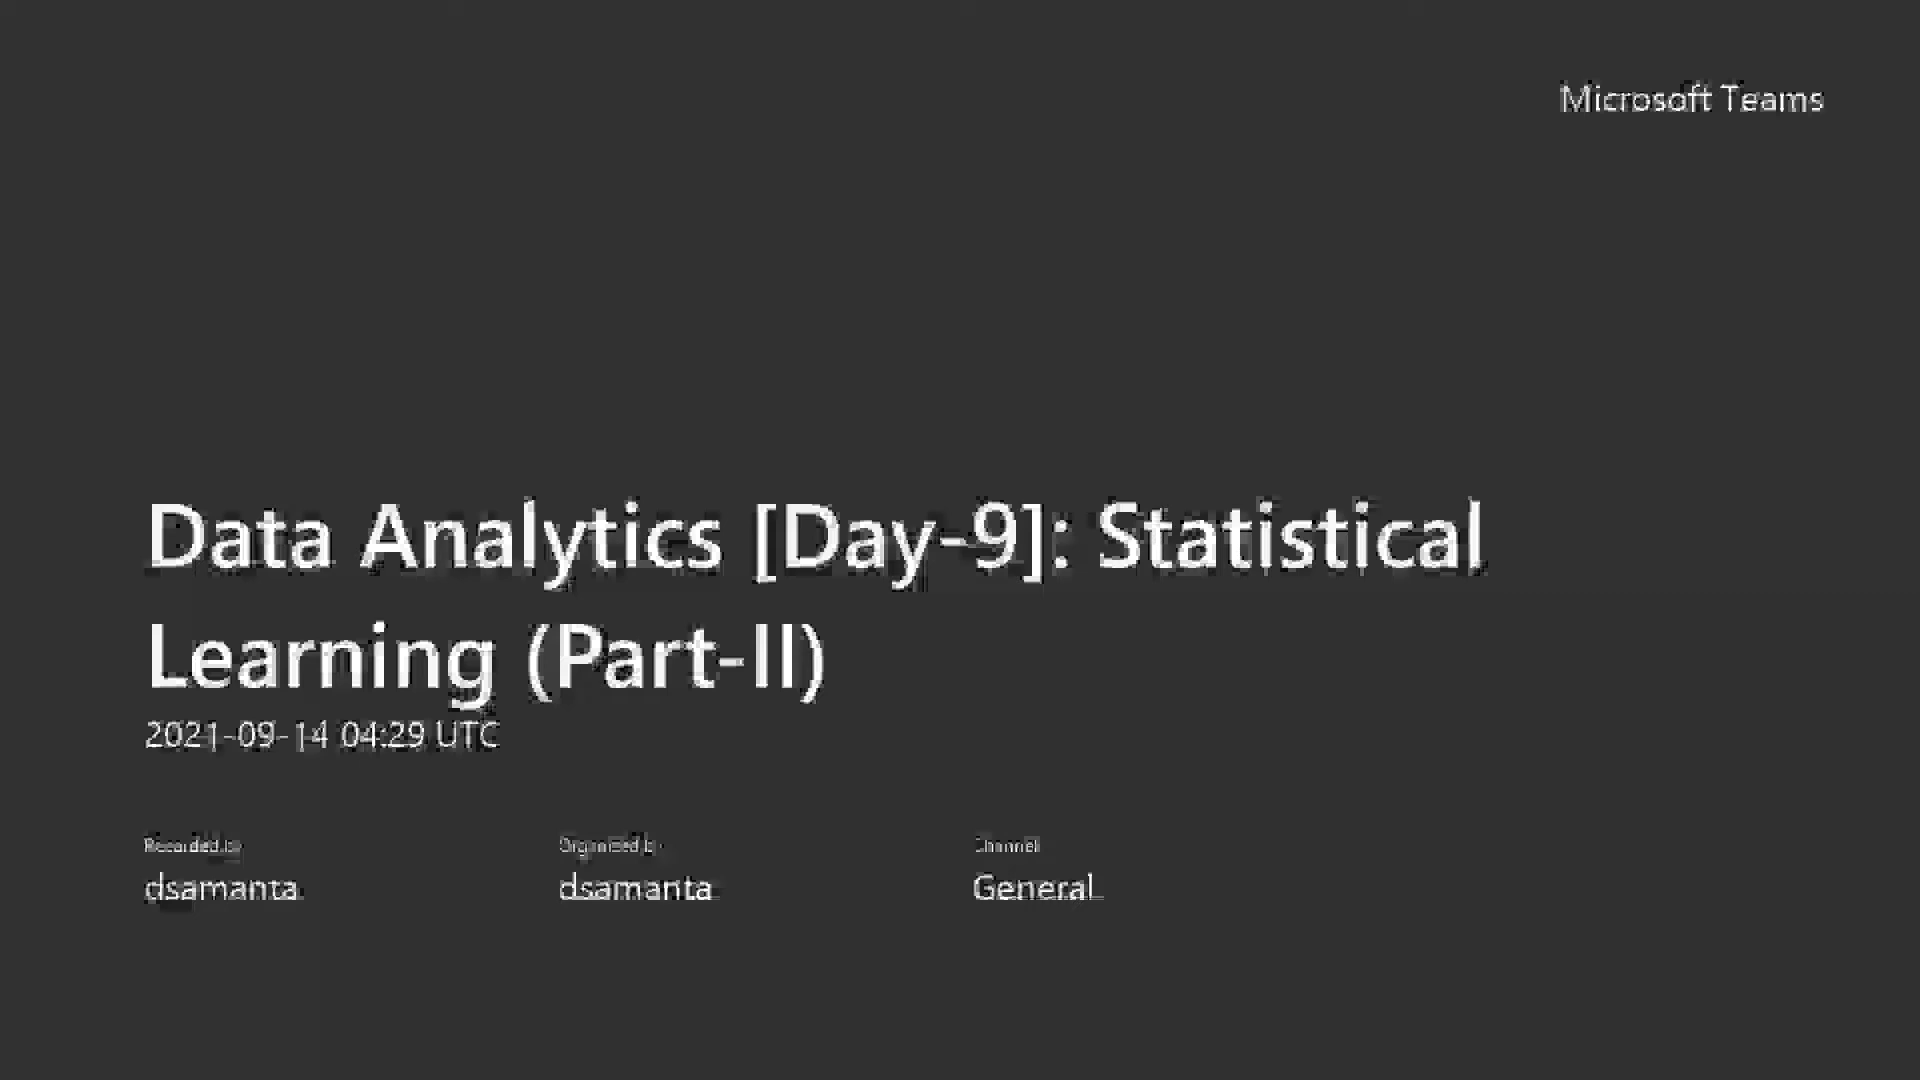 Microsoft Teams
Data Analytics [Day-9]: Statistical
Learning (Part-II)
2021-09-14 04:29 UTC
Recorded by
Organized by
Channel
dsamanta
dsamanta
General